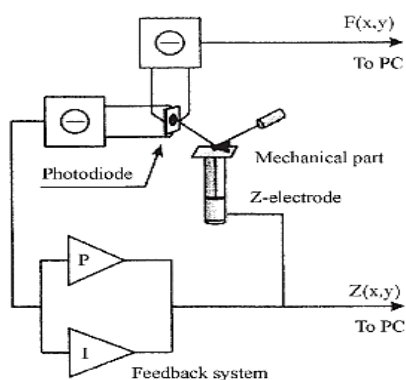 F(x,y)
To PC
Photodiode
Mechanical part
Z-electrode
P
Z(x,y)
To PC
I
Feedback system